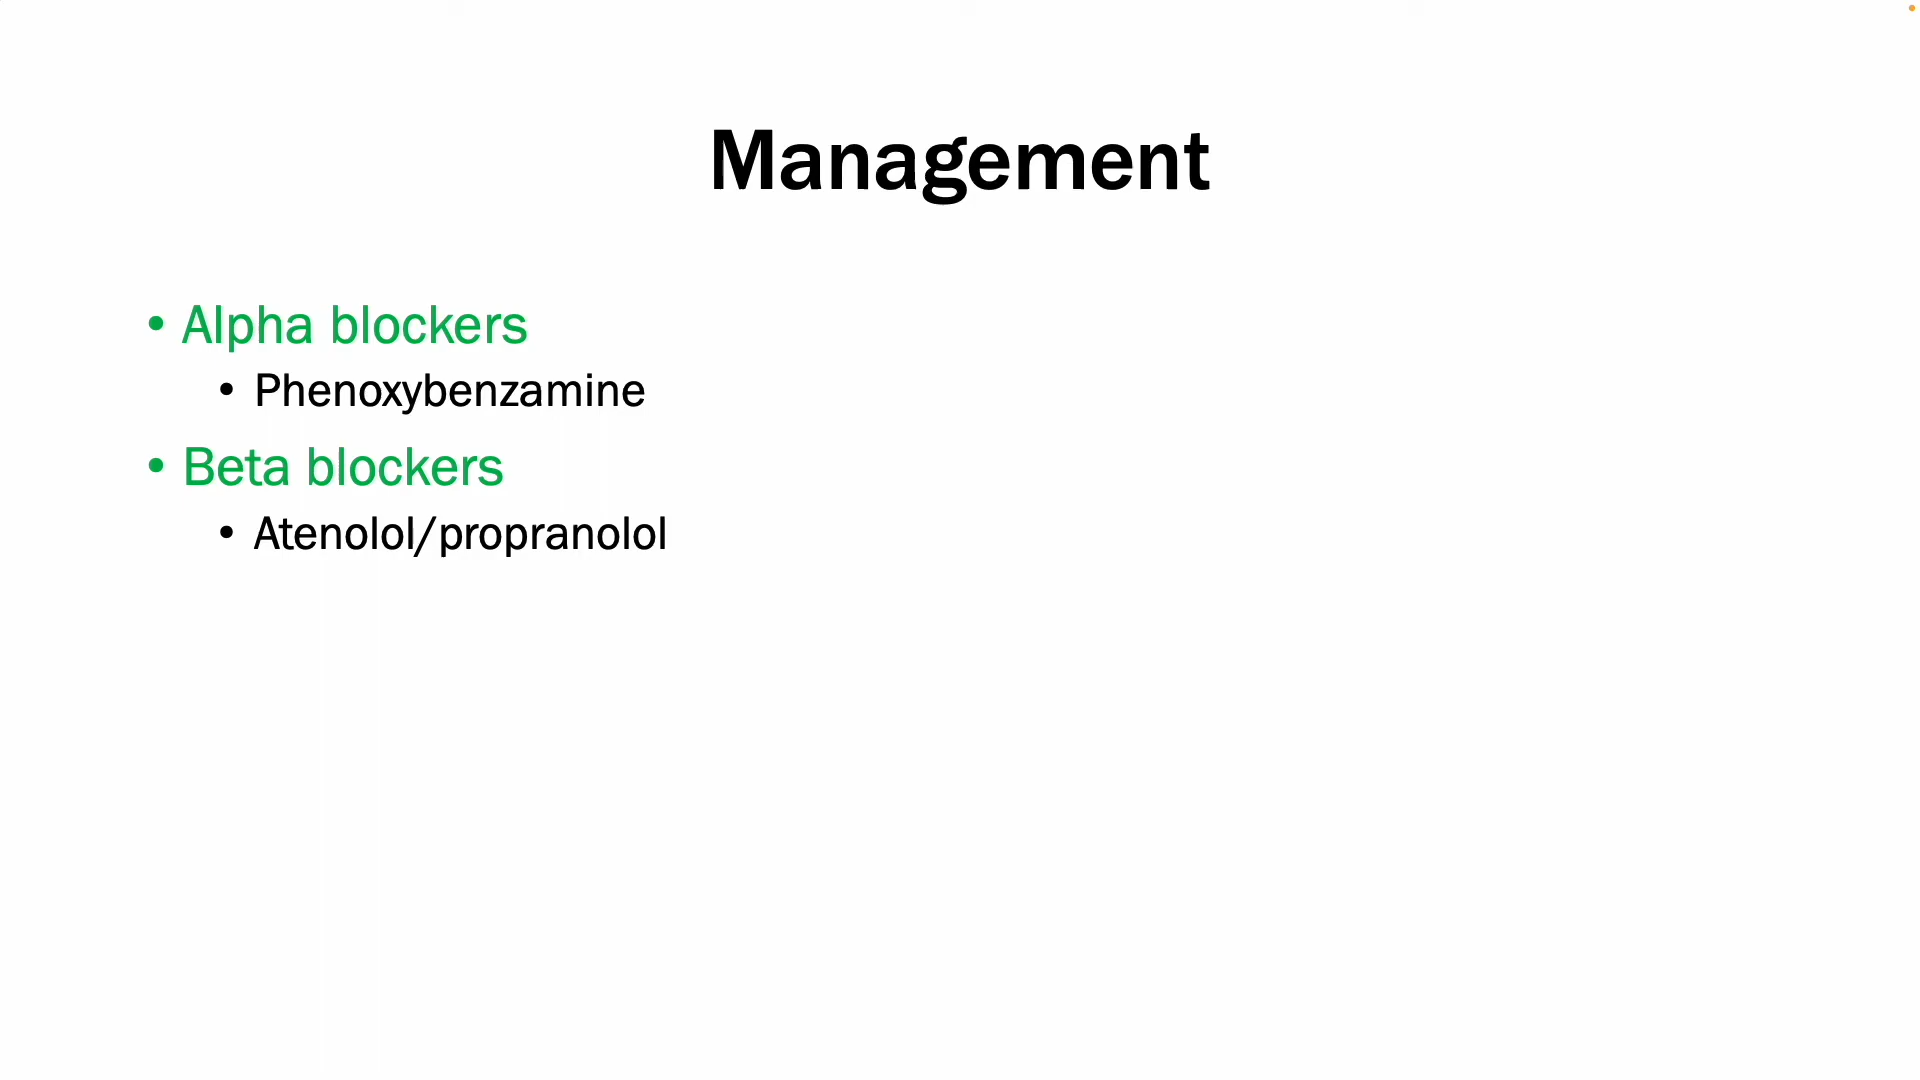 Management
• Alpha blockers
• Phenoxybenzamine
• Beta blockers
• Atenolol/propranolol